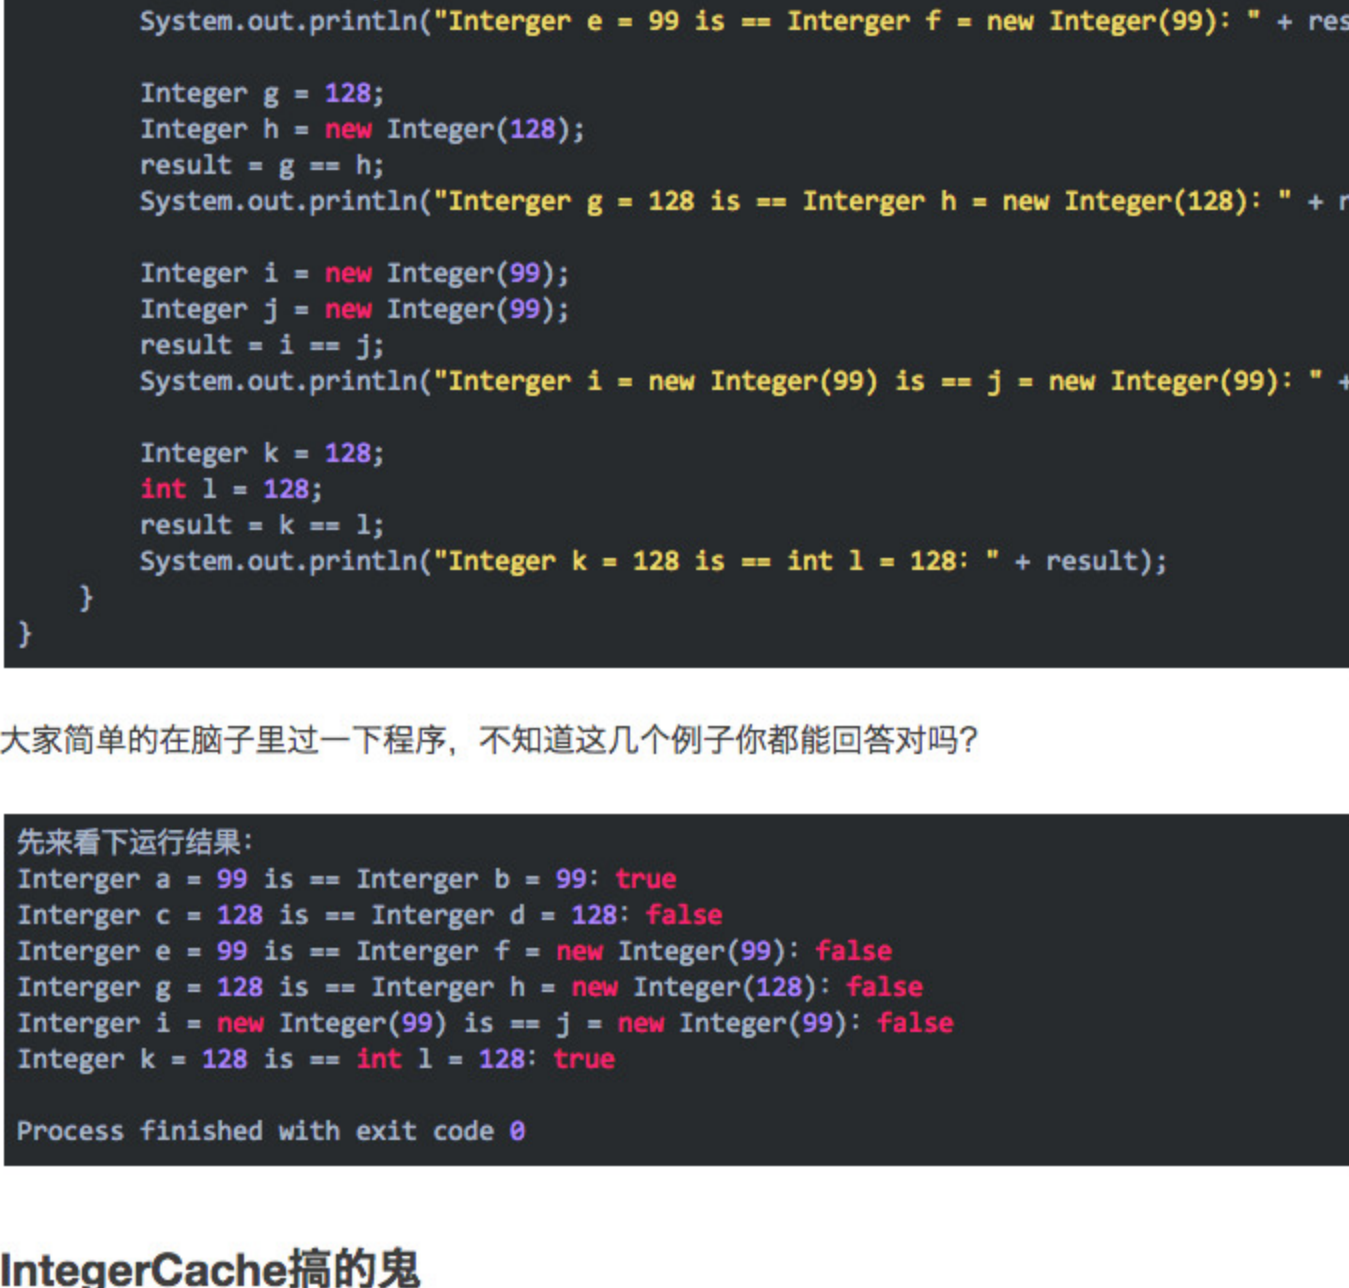 System.out.println("Interger e = 99 is == Interger f = new Integer(99): " + res
Integer g = 128;
Integer h = new Integer(128);
result = g == h;
System.out.println("Interger g = 128 is == Interger h = new Integer(128): " + r
Integer i = new Integer(99);
Integer j = new Integer(99);
result = i == j;
System.out.println("Interger i = new Integer(99) is == j = new Integer(99): " +
Integer k = 128;
int l = 128;
result = k == l;
System.out.println("Integer k = 128 is == int l = 128: " + result);
}
}
大家简单的在脑子里过一下程序，不知道这几个例子你都能回答对吗？
先来看下运行结果：
Interger a = 99 is == Interger b = 99: true
Interger c = 128 is == Interger d = 128: false
Interger e = 99 is == Interger f = new Integer(99): false
Interger g = 128 is == Interger h = new Integer(128): false
Interger i = new Integer(99) is == j = new Integer(99): false
Integer k = 128 is == int l = 128: true
Process finished with exit code 0
IntegerCache搞的鬼